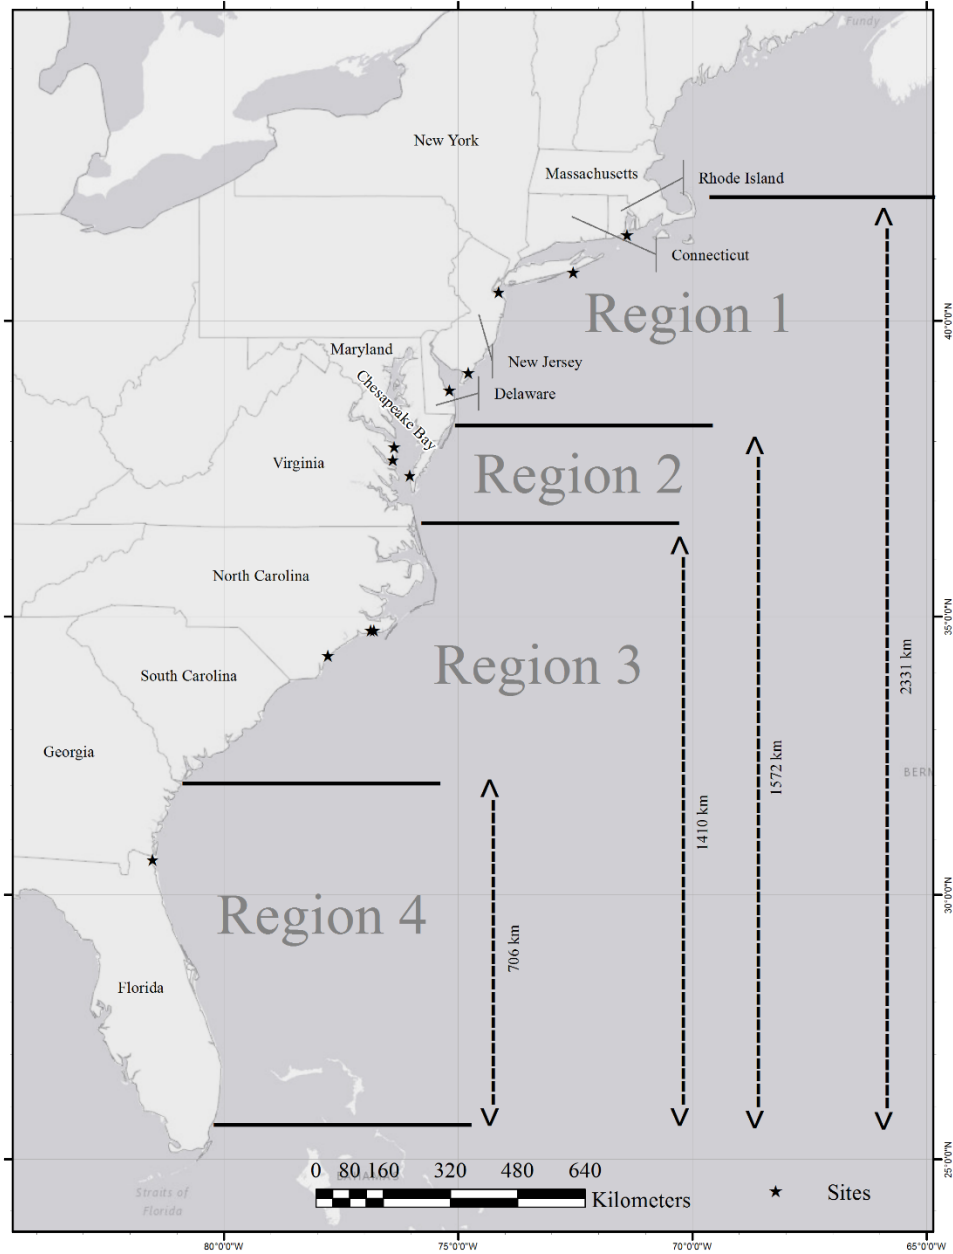 Fundy
New York
Massachusetts
Rhode Island
Connecticut
Region 1
40°0'0"N
Maryland
New Jersey
Delaware
Chesapeake Bay
Virginia
Region 2
North Carolina
35°0'0"N
Region 3
South Carolina
2331 km
Georgia
1572 km
BERM
1410 km
30°0'0"N
Region 4
706 km
Florida
25°0'0"N
0 80 160 320 480 640
BAHAMAS
Kilometers
Sites
Straits of
Florida
80°0'0"W 75°0'0"W 70°0'0"W 65°0'0"W